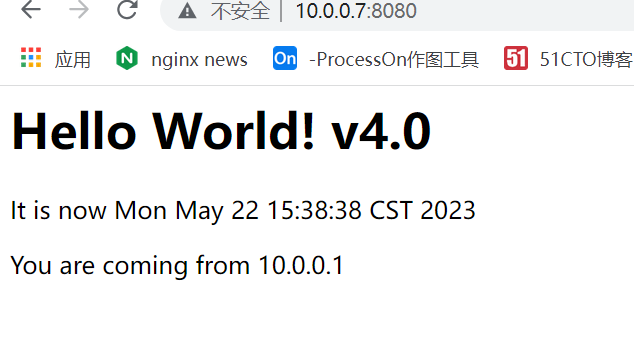 不安全 | 10.0.0.7:8080
应用 nginx news On -ProcessOn作图工具 51 51CTO博客
Hello World! v4.0
It is now Mon May 22 15:38:38 CST 2023
You are coming from 10.0.0.1